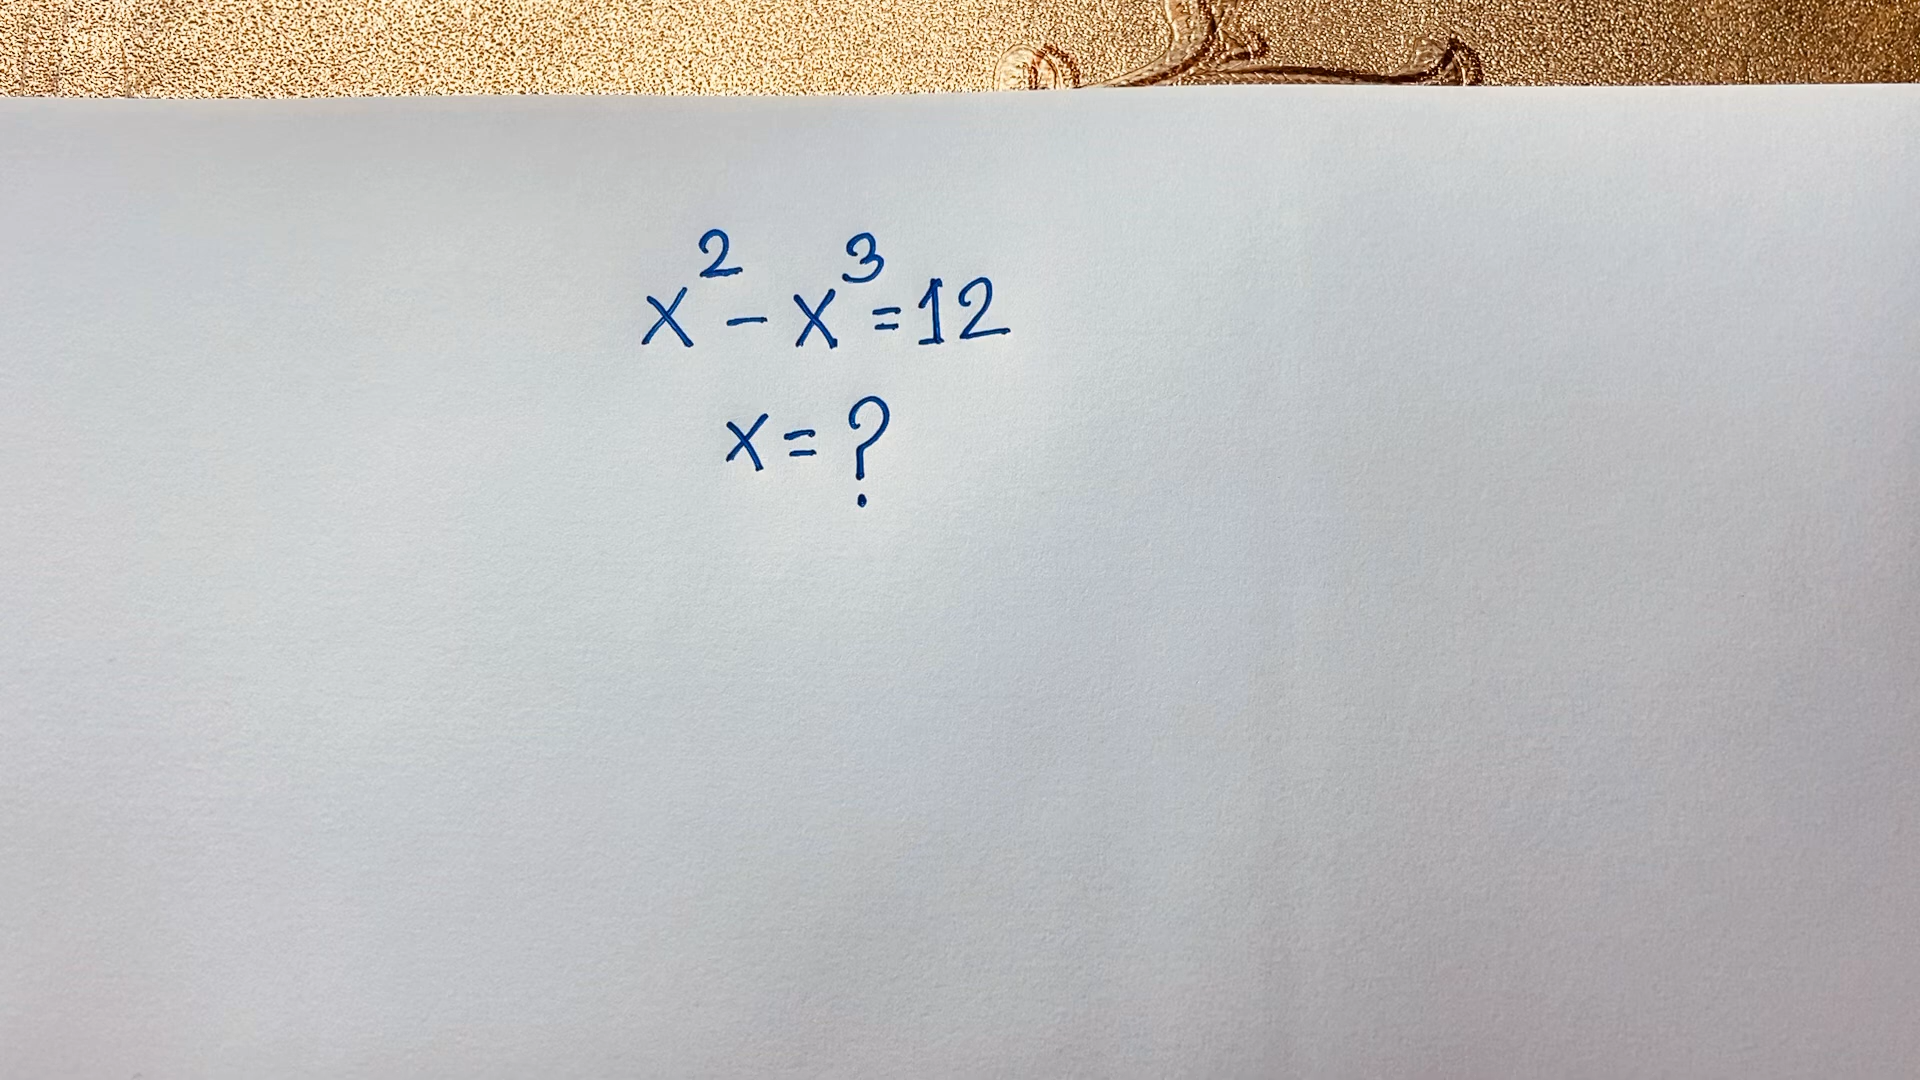 x² - x³ = 12
x = ?